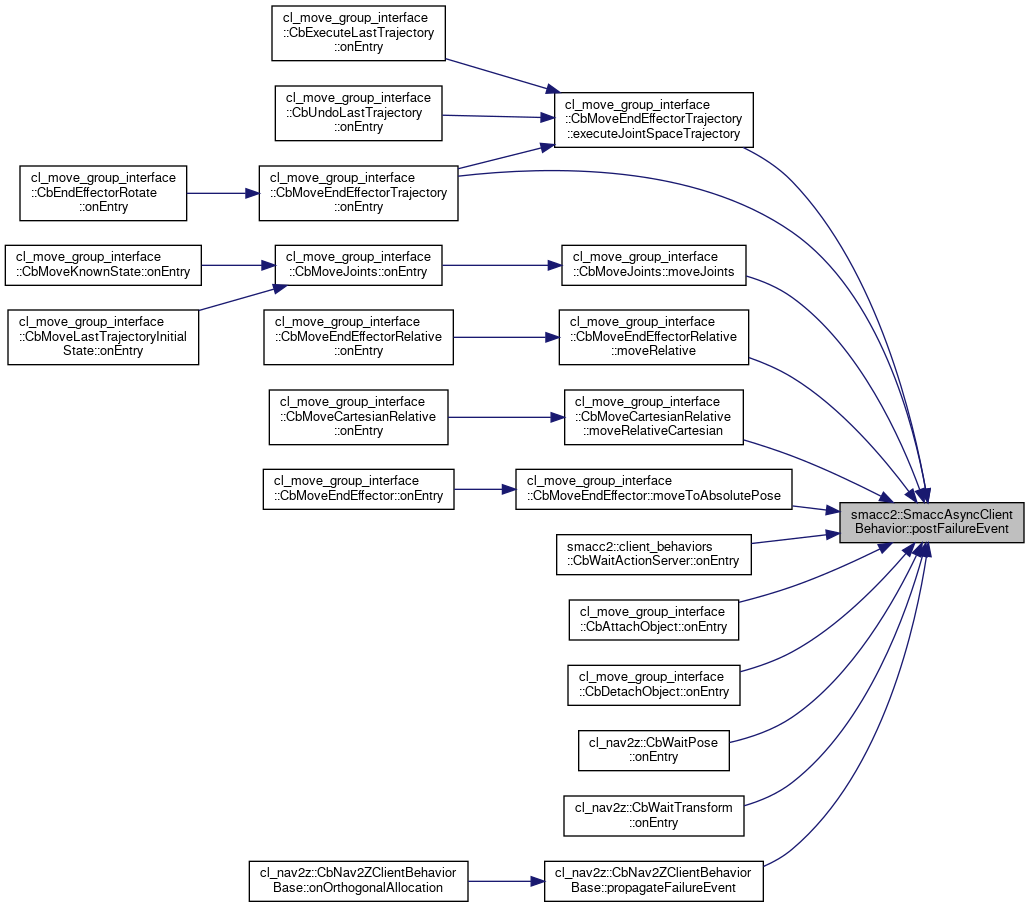 cl_move_group_interface
::CbExecuteLastTrajectory
::onEntry
cl_move_group_interface
::CbUndoLastTrajectory
::onEntry
cl_move_group_interface
::CbMoveEndEffectorTrajectory
::executeJointSpaceTrajectory
cl_move_group_interface
::CbEndEffectorRotate
::onEntry
cl_move_group_interface
::CbMoveEndEffectorTrajectory
::onEntry
cl_move_group_interface
::CbMoveKnownState::onEntry
cl_move_group_interface
::CbMoveJoints::onEntry
cl_move_group_interface
::CbMoveJoints::moveJoints
cl_move_group_interface
::CbMoveLastTrajectoryInitial
State::onEntry
cl_move_group_interface
::CbMoveEndEffectorRelative
::onEntry
cl_move_group_interface
::CbMoveEndEffectorRelative
::moveRelative
cl_move_group_interface
::CbMoveCartesianRelative
::onEntry
cl_move_group_interface
::CbMoveCartesianRelative
::moveRelativeCartesian
cl_move_group_interface
::CbMoveEndEffector::onEntry
cl_move_group_interface
::CbMoveEndEffector::moveToAbsolutePose
smacc2::SmaccAsyncClient
Behavior::postFailureEvent
smacc2::client_behaviors
::CbWaitActionServer::onEntry
cl_move_group_interface
::CbAttachObject::onEntry
cl_move_group_interface
::CbDetachObject::onEntry
cl_nav2z::CbWaitPose
::onEntry
cl_nav2z::CbWaitTransform
::onEntry
cl_nav2z::CbNav2ZClientBehavior
Base::onOrthogonalAllocation
cl_nav2z::CbNav2ZClientBehavior
Base::propagateFailureEvent